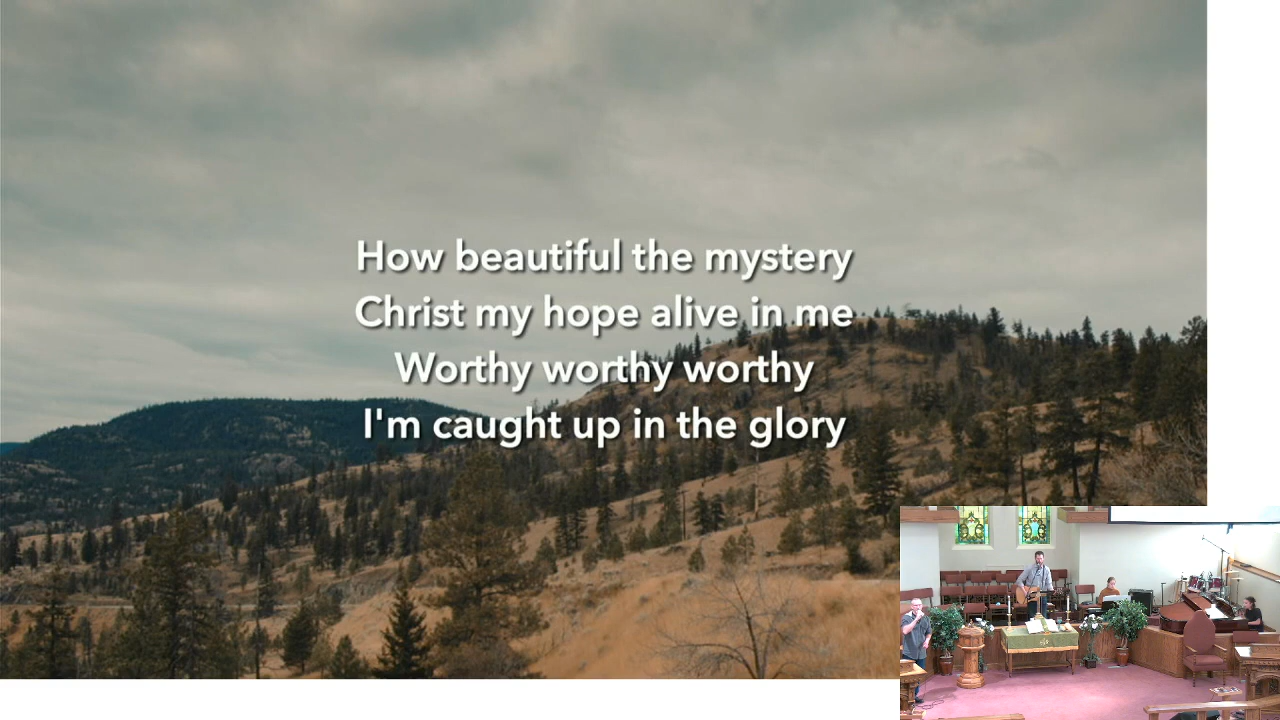 How beautiful the mystery
Christ my hope alive in me
Worthy worthy worthy
I'm caught up in the glory